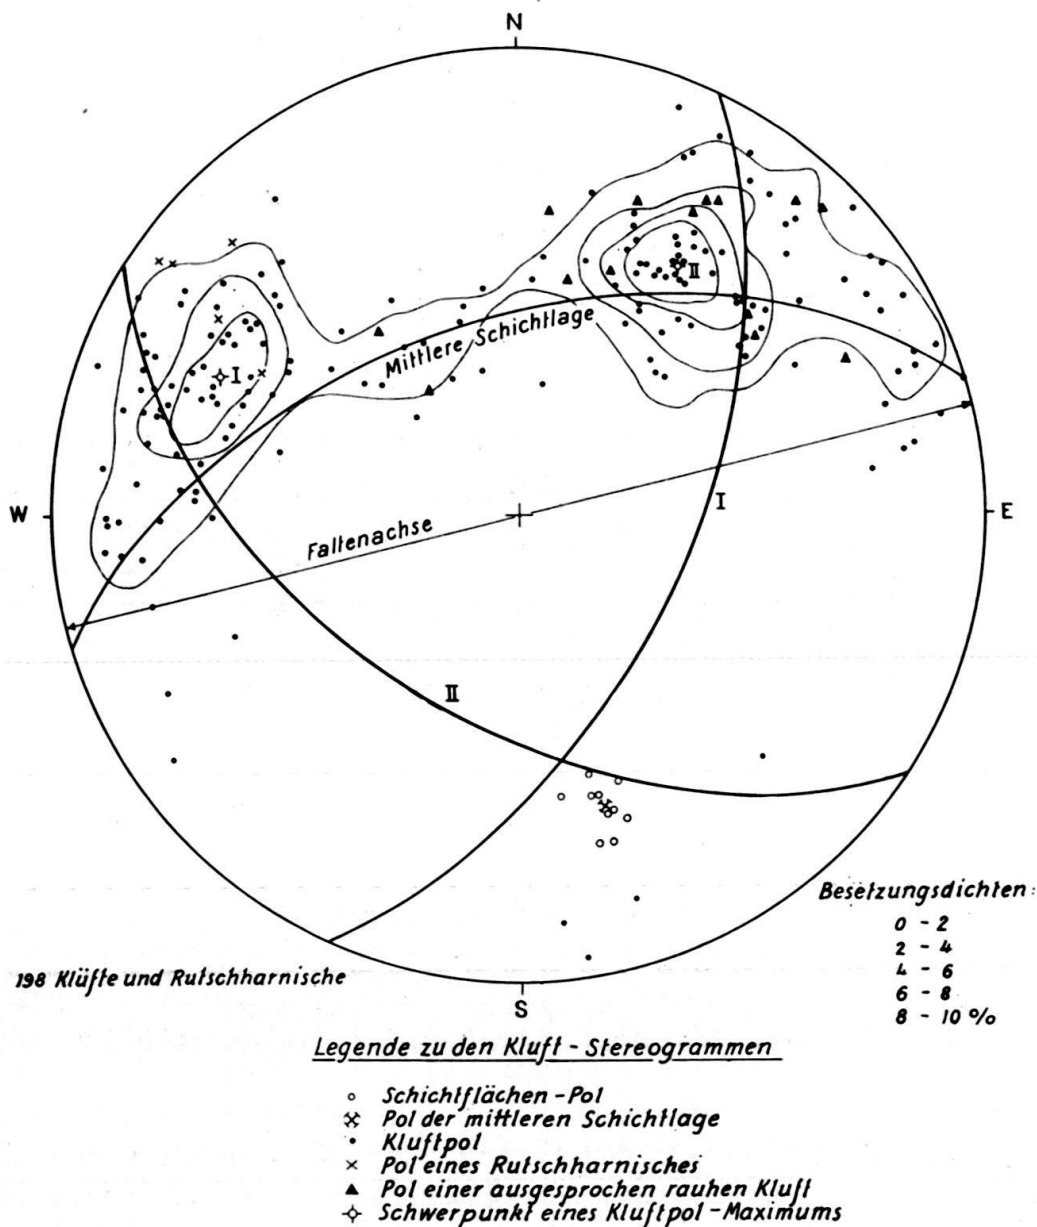 N
II
Mittlere Schichtlage
I
I
W
E
Faltenachse
II
Besetzungsdichten:
0 - 2
2 - 4
4 - 6
6 - 8
8 - 10 %
198 Klüfte und Rutschharnische
S
Legende zu den Kluft - Stereogrammen
Schichtflächen - Pol
Pol der mittleren Schichtlage
Kluftpol
Pol eines Rutschharnisches
Pol einer ausgesprochen rauhen Kluft
Schwerpunkt eines Kluftpol - Maximums